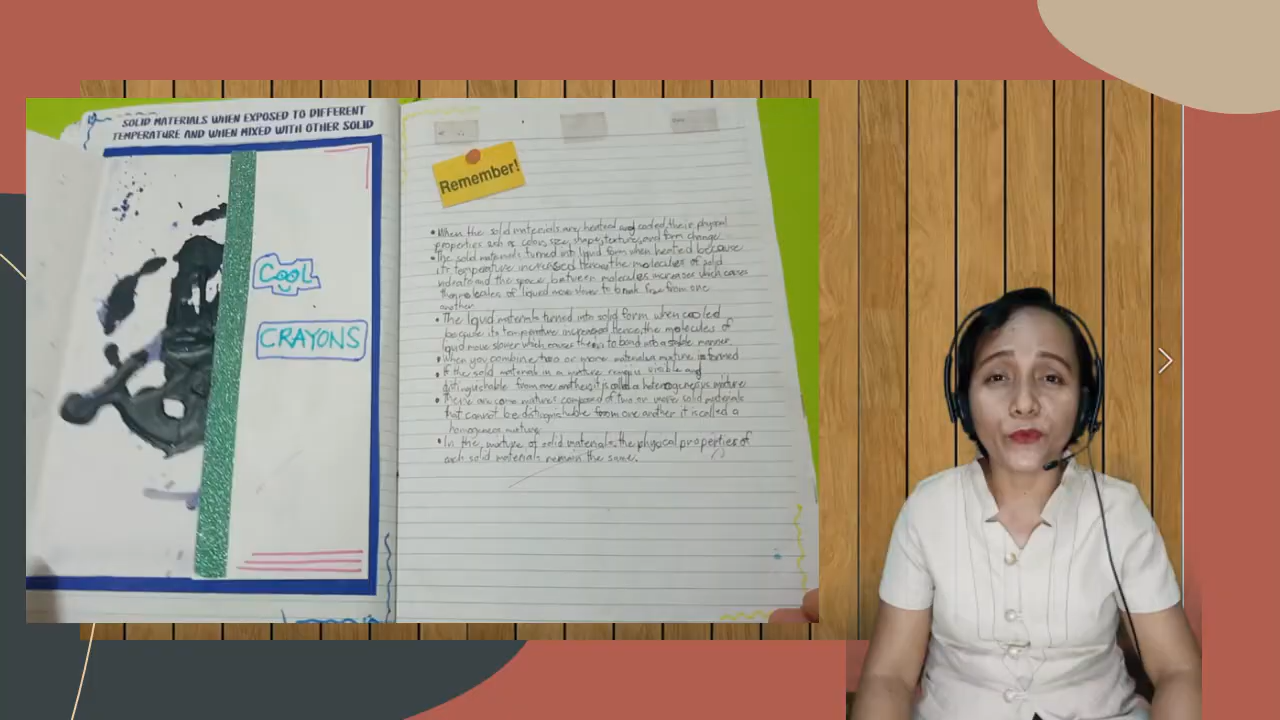 SOLID MATERIALS WHEN EXPOSED TO DIFFERENT
TEMPERATURE AND WHEN MIXED WITH OTHER SOLID
COOL
CRAYONS
Remember!
• When the solid materials are heated and cooled their physical
properties such as color, size, shape, texture, and form change.
• The solid materials turned into liquid form when heated because
its temperature increased hence the molecules of solid
vibrate and the space between molecules increases which causes
the molecules of liquid move slower to break free from one
another
• The liquid materials turned into solid form when cooled
because its temperature increased hence the molecules of
liquid move slower which causes them to bond into a stable manner
• When you combine two or more materials a mixture is formed
• If the solid materials in a mixture remain visible and
distinguishable from one another, it is called a heterogeneous mixture
• There are some mixtures composed of two or more solid materials
that cannot be distinguishable from one another it is called a
homogeneous mixture
• In the mixture of solid materials, the physical properties of
each solid materials remain the same.